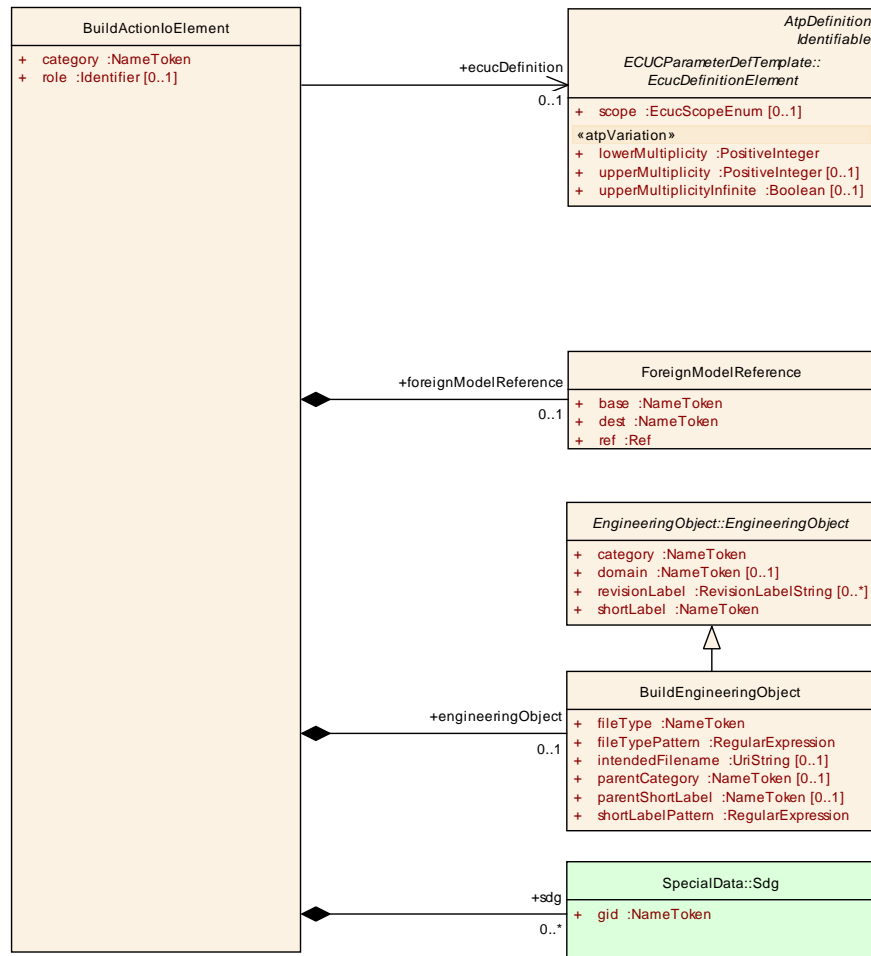 BuildActionIoElement
+ category :NameToken
+ role :Identifier [0..1]
+ecucDefinition
0..1
AtpDefinition
Identifiable
ECUCParameterDefTemplate::
EcucDefinitionElement
+ scope :EcucScopeEnum [0..1]
«atpVariation»
+ lowerMultiplicity :PositiveInteger
+ upperMultiplicity :PositiveInteger [0..1]
+ upperMultiplicityInfinite :Boolean [0..1]
+foreignModelReference
0..1
ForeignModelReference
+ base :NameToken
+ dest :NameToken
+ ref :Ref
EngineeringObject::EngineeringObject
+ category :NameToken
+ domain :NameToken [0..1]
+ revisionLabel :RevisionLabelString [0..*]
+ shortLabel :NameToken
+engineeringObject
0..1
BuildEngineeringObject
+ fileType :NameToken
+ fileTypePattern :RegularExpression
+ intendedFilename :UriString [0..1]
+ parentCategory :NameToken [0..1]
+ parentShortLabel :NameToken [0..1]
+ shortLabelPattern :RegularExpression
+sdg
0..*
SpecialData::Sdg
+ gid :NameToken